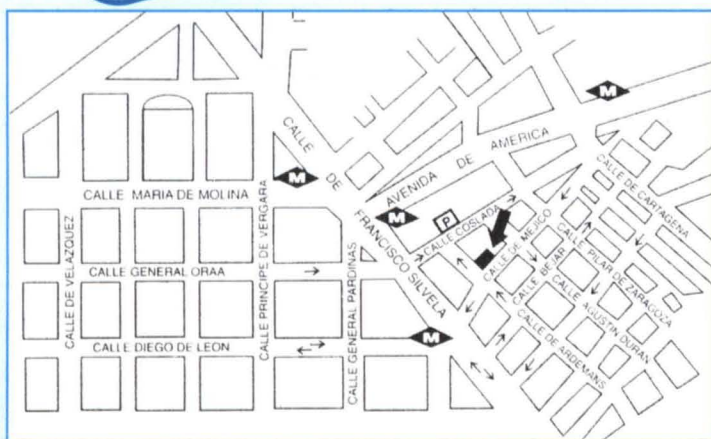 M
CALLE DE FRANCISCO SILVELA
AVENIDA DE AMERICA
M
CALLE MARIA DE MOLINA
M
P
CALLE COSLADA
CALLE DE CARTAGENA
CALLE DE VELAZQUEZ
CALLE PRINCIPE DE VERGARA
CALLE GENERAL PARDIÑAS
CALLE GENERAL ORAA
CALLE DE MEJICO
CALLE BEJAR
CALLE PILAR DE ZARAGOZA
CALLE AGUSTIN DURAN
CALLE DE ARDEMANS
CALLE DIEGO DE LEON
M